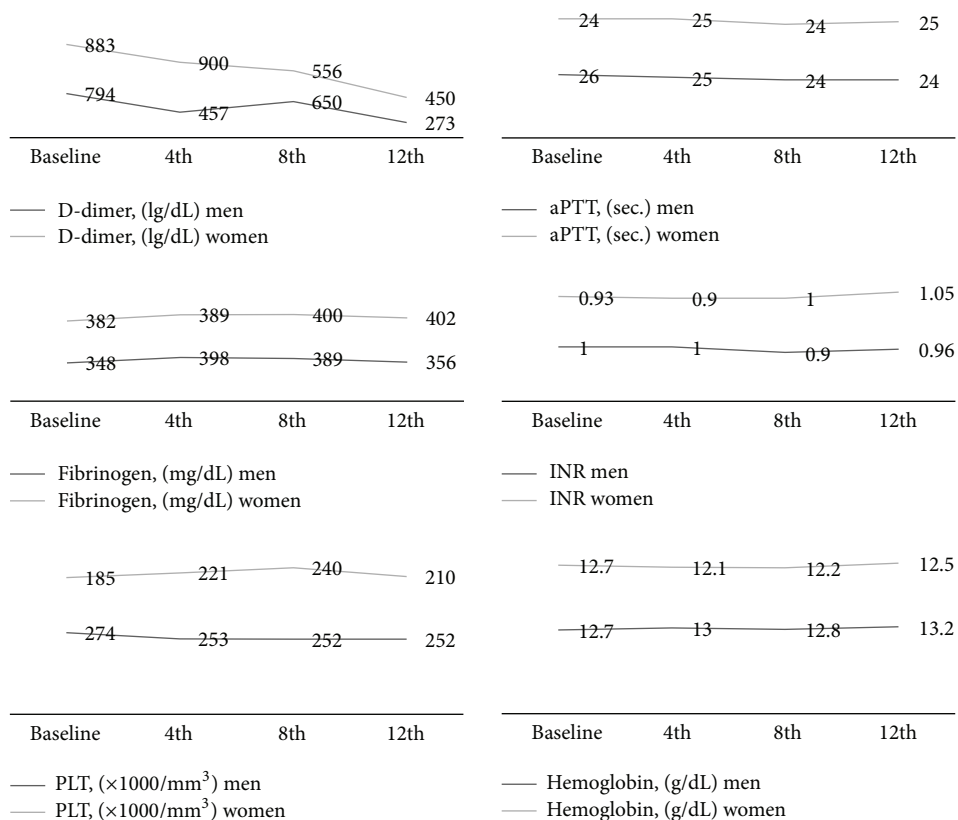 883 900 556 450
794 457 650 273
Baseline 4th 8th 12th
D-dimer, (lg/dL) men
D-dimer, (lg/dL) women
24 25 24 25
26 25 24 24
Baseline 4th 8th 12th
aPTT, (sec.) men
aPTT, (sec.) women
382 389 400 402
348 398 389 356
Baseline 4th 8th 12th
Fibrinogen, (mg/dL) men
Fibrinogen, (mg/dL) women
0.93 0.9 1 1.05
1 1 0.9 0.96
Baseline 4th 8th 12th
INR men
INR women
185 221 240 210
274 253 252 252
Baseline 4th 8th 12th
PLT, (×1000/mm³) men
PLT, (×1000/mm³) women
12.7 12.1 12.2 12.5
12.7 13 12.8 13.2
Baseline 4th 8th 12th
Hemoglobin, (g/dL) men
Hemoglobin, (g/dL) women